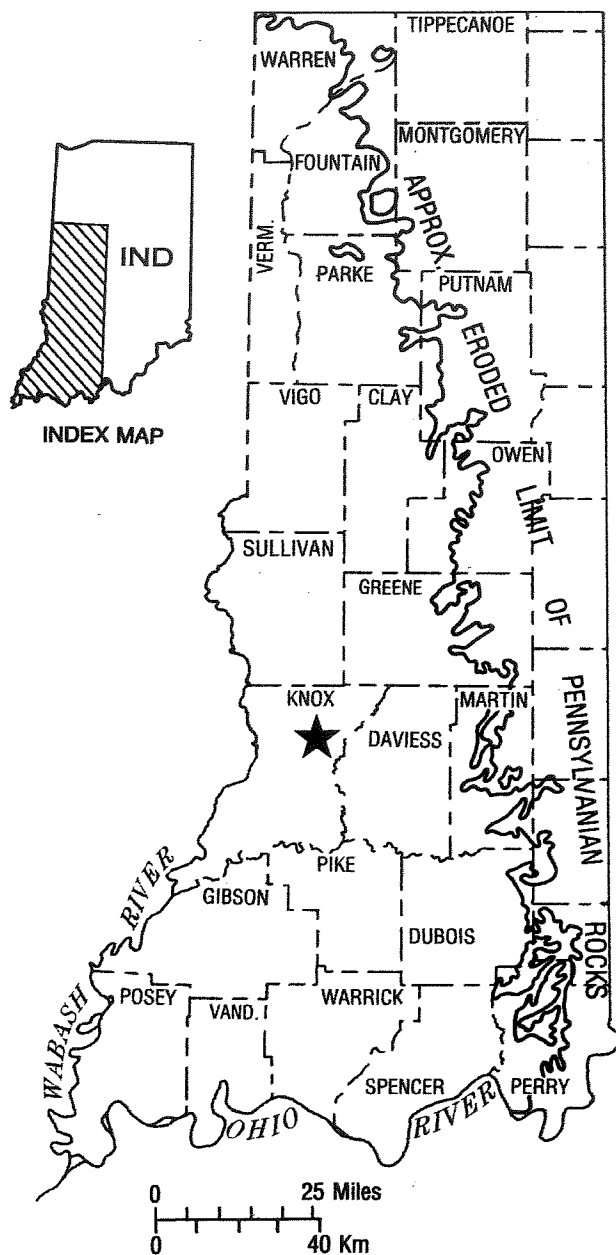 TIPPECANOE
WARREN
MONTGOMERY
FOUNTAIN
VERM.
PARKE
PUTNAM
IND
INDEX MAP
VIGO
CLAY
OWEN
SULLIVAN
GREENE
KNOX
MARTIN
DAVIESS
PIKE
GIBSON
DUBOIS
POSEY
VAND.
WARRICK
SPENCER
PERRY
APPROX. ERODED LIMIT OF PENNSYLVANIAN ROCKS
WABASH RIVER
OHIO RIVER
0 25 Miles
0 40 Km